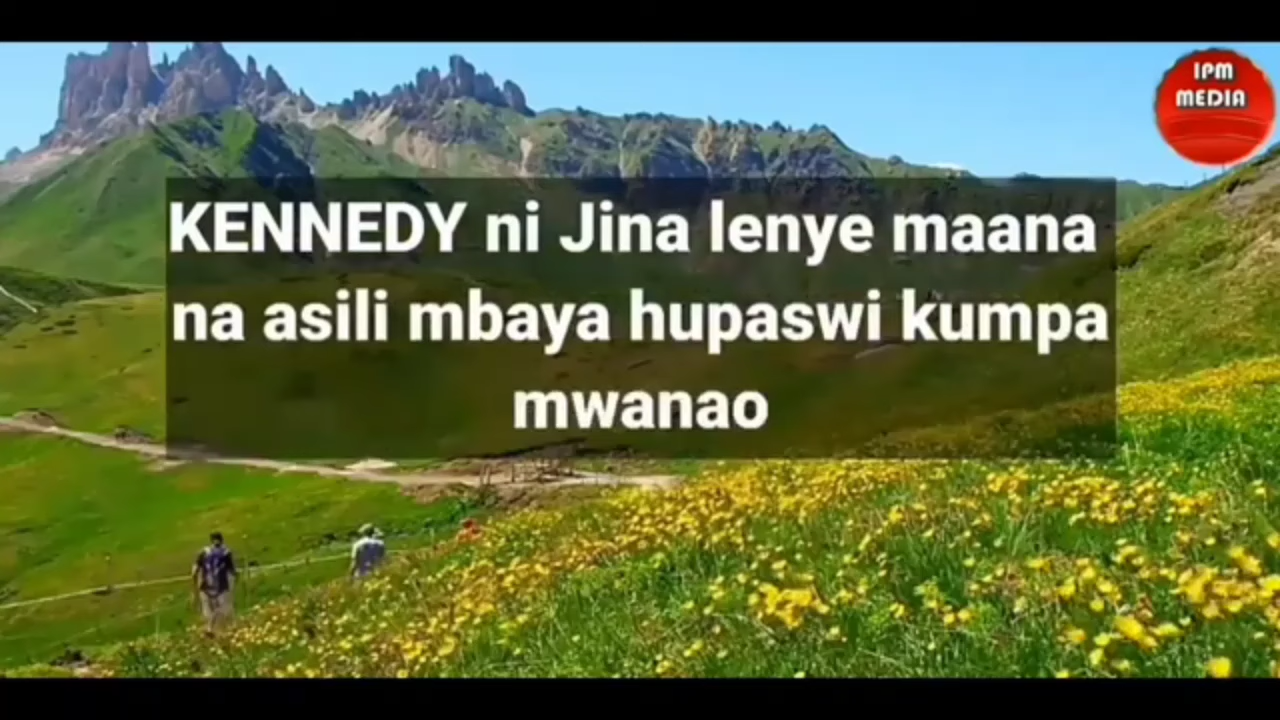 IPM
MEDIA
KENNEDY ni Jina lenye maana
na asili mbaya hupaswi kumpa
mwanao